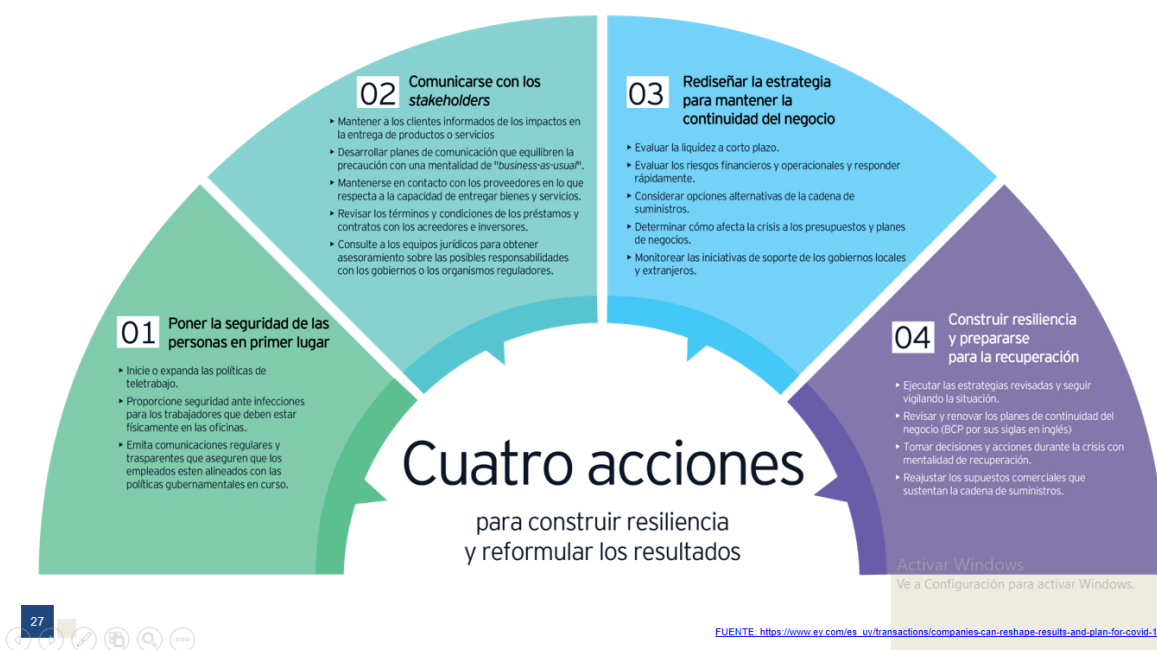 01
Poner la seguridad de las
personas en primer lugar
▸ Inicie o expanda las políticas de
teletrabajo.
▸ Proporcione seguridad ante infecciones
para los trabajadores que deben estar
físicamente en las oficinas.
▸ Emita comunicaciones regulares y
trasparentes que aseguren que los
empleados esten alineados con las
políticas gubernamentales en curso.
02
Comunicarse con los
stakeholders
▸ Mantener a los clientes informados de los impactos en
la entrega de productos o servicios
▸ Desarrollar planes de comunicación que equilibren la
precaución con una mentalidad de "business-as-usual".
▸ Mantenerse en contacto con los proveedores en lo que
respecta a la capacidad de entregar bienes y servicios.
▸ Revisar los términos y condiciones de los préstamos y
contratos con los acreedores e inversores.
▸ Consulte a los equipos jurídicos para obtener
asesoramiento sobre las posibles responsabilidades
con los gobiernos o los organismos reguladores.
03
Rediseñar la estrategia
para mantener la
continuidad del negocio
▸ Evaluar la liquidez a corto plazo.
▸ Evaluar los riesgos financieros y operacionales y responder
rápidamente.
▸ Considerar opciones alternativas de la cadena de
suministros.
▸ Determinar cómo afecta la crisis a los presupuestos y planes
de negocios.
▸ Monitorear las iniciativas de soporte de los gobiernos locales
y extranjeros.
04
Construir resiliencia
y prepararse
para la recuperación
▸ Ejecutar las estrategias revisadas y seguir
vigilando la situación.
▸ Revisar y renovar los planes de continuidad del
negocio (BCP por sus siglas en inglés)
▸ Tomar decisiones y acciones durante la crisis con
mentalidad de recuperación.
▸ Reajustar los supuestos comerciales que
sustentan la cadena de suministros.
Cuatro acciones
para construir resiliencia
y reformular los resultados
Activar Windows
Ve a Configuración para activar Windows.
27
FUENTE: https://www.ey.com/es_uy/transactions/companies-can-reshape-results-and-plan-for-covid-1